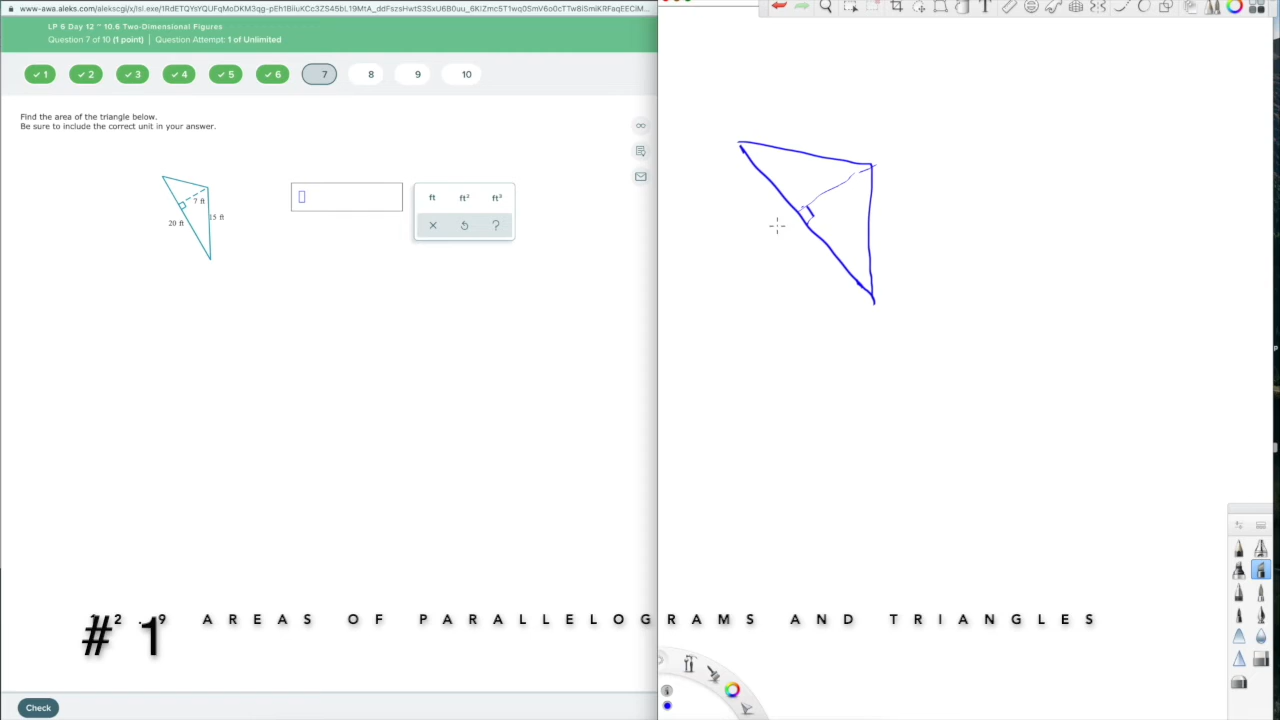 LP 6 Day 12 ~ 10.6 Two-Dimensional Figures
Question 7 of 10 (1 point) | Question Attempt: 1 of Unlimited
✓ 1 ✓ 2 ✓ 3 ✓ 4 ✓ 5 ✓ 6 7 8 9 10
Find the area of the triangle below.
Be sure to include the correct unit in your answer.
7 ft
15 ft
20 ft
ft ft² ft³
?
AREAS OF PARALLELOGRAMS AND TRIANGLES
#1
Check